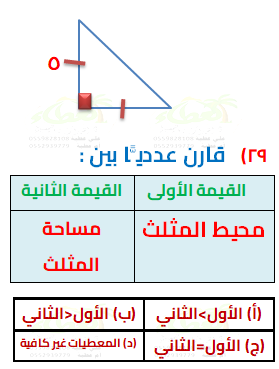 ٥
٢٩) قارن عددياً بين :
القيمة الأولى	القيمة الثانية
محيط المثلث	مساحة
المثلث
(أ) الأول>الثاني	(ب) الأول<الثاني
(ج) الأول=الثاني	(د) المعطيات غير كافية